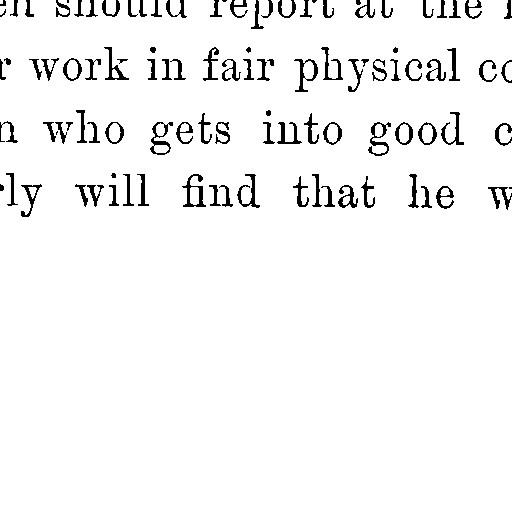 should report at the
work in fair physical
who gets into good
will find that he